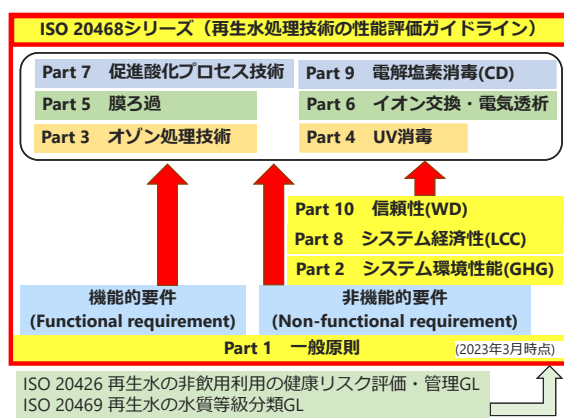 ISO 20468シリーズ（再生水処理技術の性能評価ガイドライン）
Part 7 促進酸化プロセス技術
Part 9 電解塩素消毒(CD)
Part 5 膜ろ過
Part 6 イオン交換・電気透析
Part 3 オゾン処理技術
Part 4 UV消毒
Part 10 信頼性(WD)
Part 8 システム経済性(LCC)
Part 2 システム環境性能(GHG)
機能的要件
(Functional requirement)
非機能的要件
(Non-functional requirement)
Part 1 一般原則
(2023年3月時点)
ISO 20426 再生水の非飲用利用の健康リスク評価・管理GL
ISO 20469 再生水の水質等級分類GL